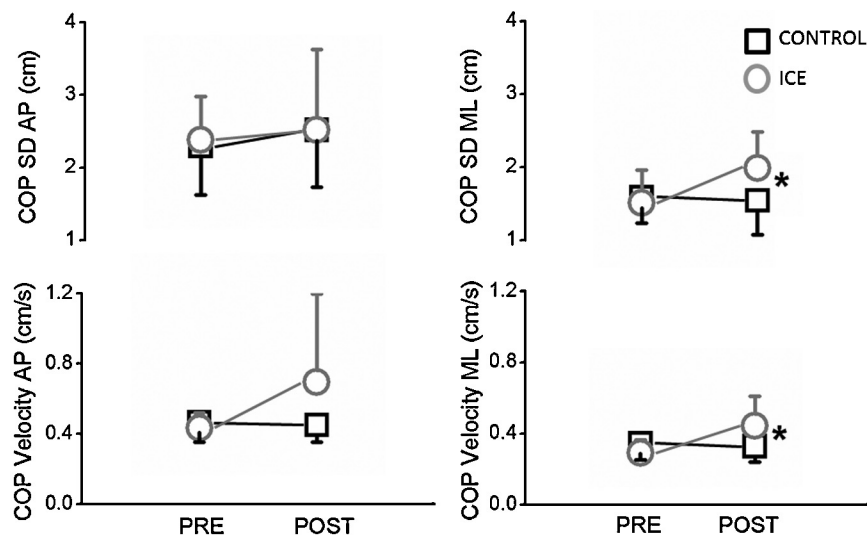 COP SD AP (cm)
4
3
2
1
COP SD ML (cm)
4
3
2
1
CONTROL
ICE
*
COP Velocity AP (cm/s)
1.2
0.8
0.4
0.0
PRE
POST
COP Velocity ML (cm/s)
1.2
0.8
0.4
0.0
*
PRE
POST